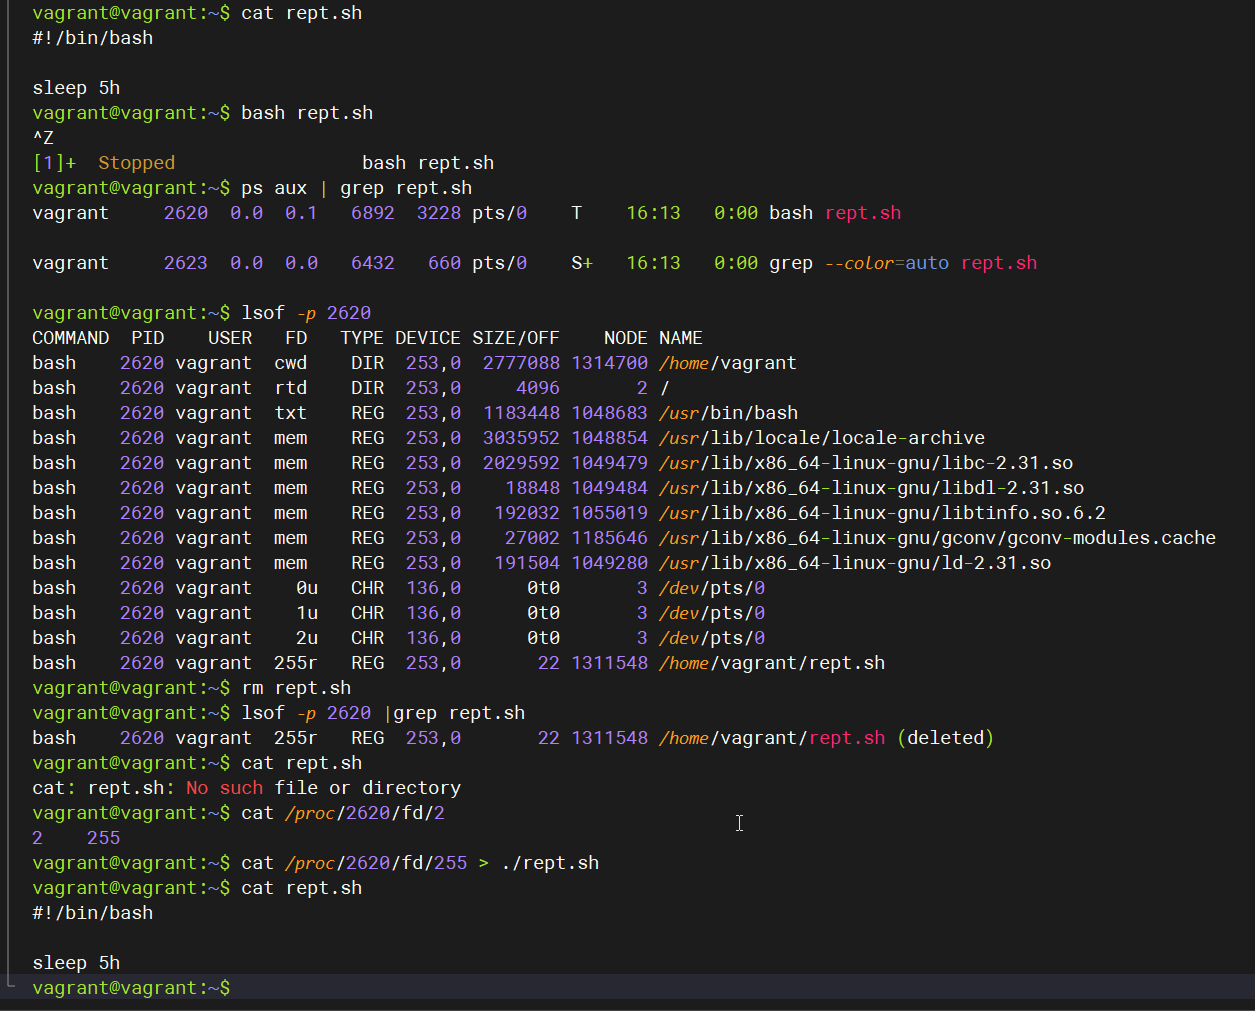 vagrant@vagrant:~$ cat rept.sh
#!/bin/bash
sleep 5h
vagrant@vagrant:~$ bash rept.sh
^Z
[1]+  Stopped                 bash rept.sh
vagrant@vagrant:~$ ps aux | grep rept.sh
vagrant     2620  0.0  0.1   6892  3228 pts/0    T    16:13   0:00 bash rept.sh
vagrant     2623  0.0  0.0   6432   660 pts/0    S+   16:13   0:00 grep --color=auto rept.sh
vagrant@vagrant:~$ lsof -p 2620
COMMAND  PID    USER   FD   TYPE DEVICE SIZE/OFF    NODE NAME
bash    2620 vagrant  cwd    DIR  253,0  2777088 1314700 /home/vagrant
bash    2620 vagrant  rtd    DIR  253,0     4096       2 /
bash    2620 vagrant  txt    REG  253,0  1183448 1048683 /usr/bin/bash
bash    2620 vagrant  mem    REG  253,0  3035952 1048854 /usr/lib/locale/locale-archive
bash    2620 vagrant  mem    REG  253,0  2029592 1049479 /usr/lib/x86_64-linux-gnu/libc-2.31.so
bash    2620 vagrant  mem    REG  253,0    18848 1049484 /usr/lib/x86_64-linux-gnu/libdl-2.31.so
bash    2620 vagrant  mem    REG  253,0   192032 1055019 /usr/lib/x86_64-linux-gnu/libtinfo.so.6.2
bash    2620 vagrant  mem    REG  253,0    27002 1185646 /usr/lib/x86_64-linux-gnu/gconv/gconv-modules.cache
bash    2620 vagrant  mem    REG  253,0   191504 1049280 /usr/lib/x86_64-linux-gnu/ld-2.31.so
bash    2620 vagrant    0u   CHR  136,0      0t0       3 /dev/pts/0
bash    2620 vagrant    1u   CHR  136,0      0t0       3 /dev/pts/0
bash    2620 vagrant    2u   CHR  136,0      0t0       3 /dev/pts/0
bash    2620 vagrant  255r   REG  253,0       22 1311548 /home/vagrant/rept.sh
vagrant@vagrant:~$ rm rept.sh
vagrant@vagrant:~$ lsof -p 2620 |grep rept.sh
bash    2620 vagrant  255r   REG  253,0       22 1311548 /home/vagrant/rept.sh (deleted)
vagrant@vagrant:~$ cat rept.sh
cat: rept.sh: No such file or directory
vagrant@vagrant:~$ cat /proc/2620/fd/2
2    255
vagrant@vagrant:~$ cat /proc/2620/fd/255 > ./rept.sh
vagrant@vagrant:~$ cat rept.sh
#!/bin/bash
sleep 5h
vagrant@vagrant:~$